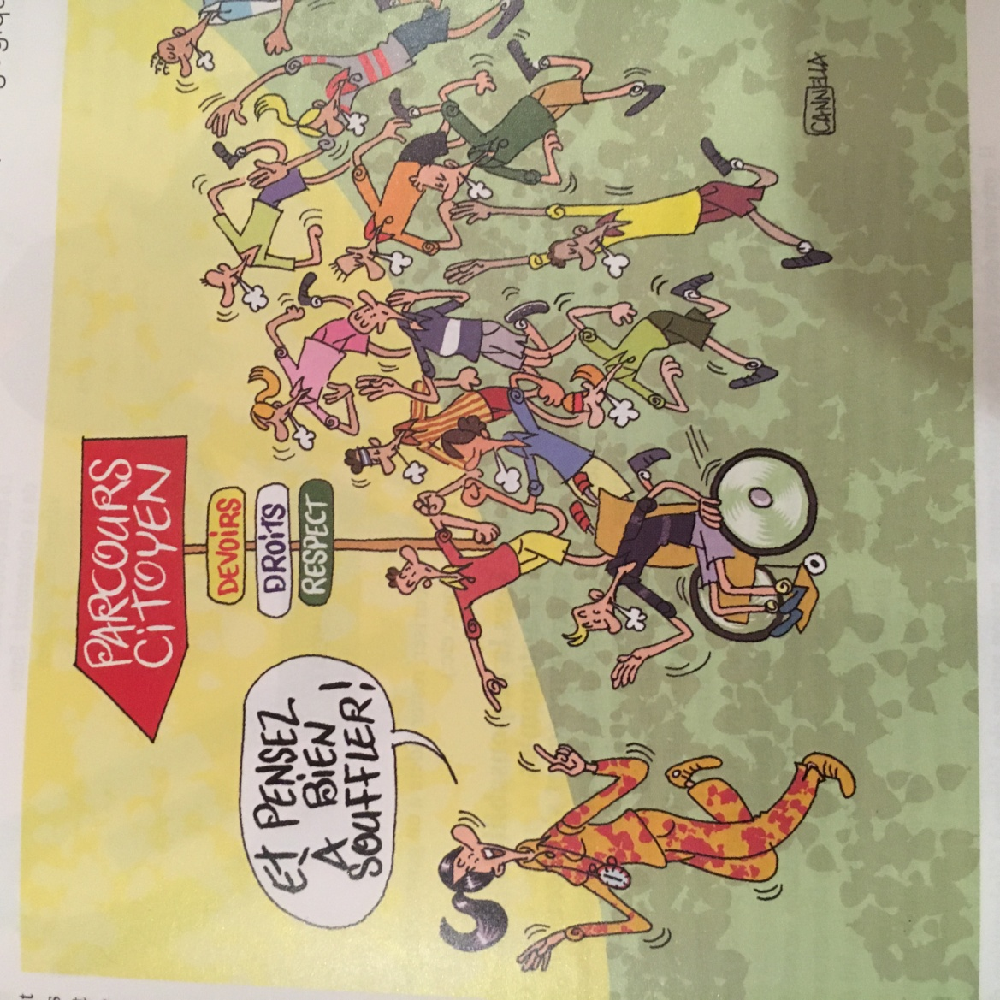 PARCOURS
CiTOYEN
DEVOIRS
DROiTS
RESPECT
ET PENSEZ
À
BIEN
SOUFFLER!
CANNELLA